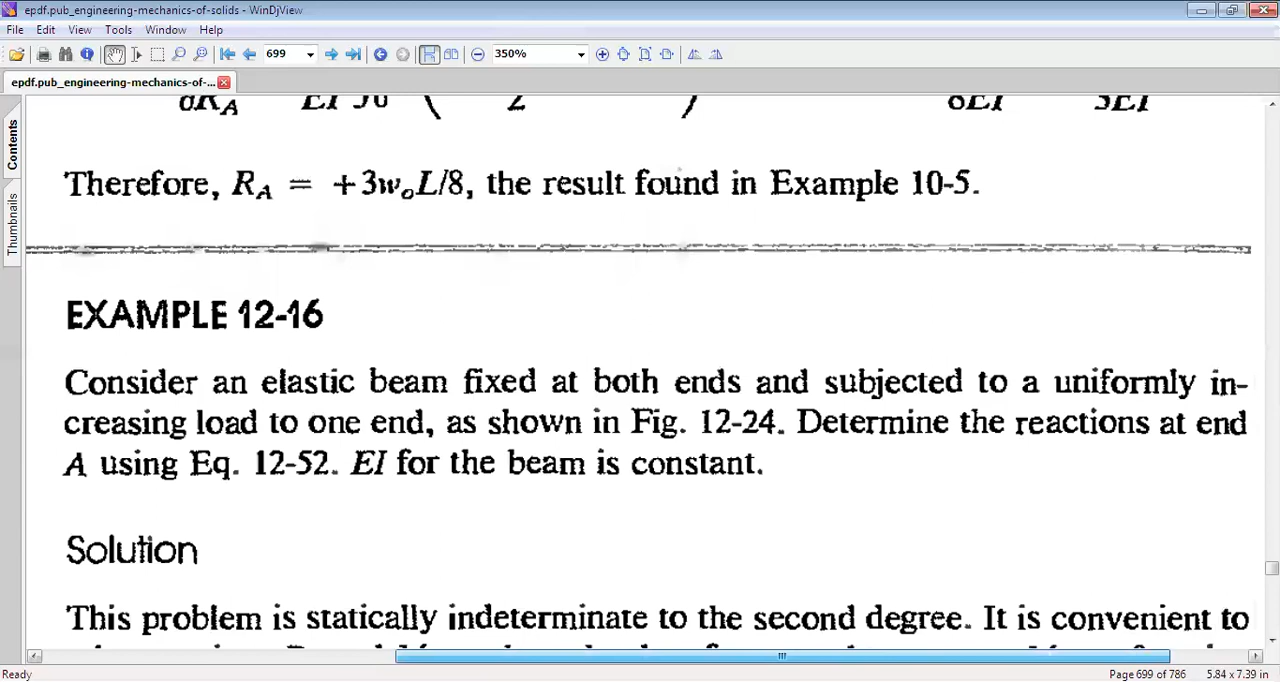 epdf.pub_engineering-mechanics-of-solids - WinDjView
File Edit View Tools Window Help
699 350%
epdf.pub_engineering-mechanics-of-...
Contents
Thumbnails
Therefore, R_A = +3w_oL/8, the result found in Example 10-5.
EXAMPLE 12-16
Consider an elastic beam fixed at both ends and subjected to a uniformly in-
creasing load to one end, as shown in Fig. 12-24. Determine the reactions at end
A using Eq. 12-52. EI for the beam is constant.
Solution
This problem is statically indeterminate to the second degree. It is convenient to
Ready Page 699 of 786 5.84 x 7.39 in